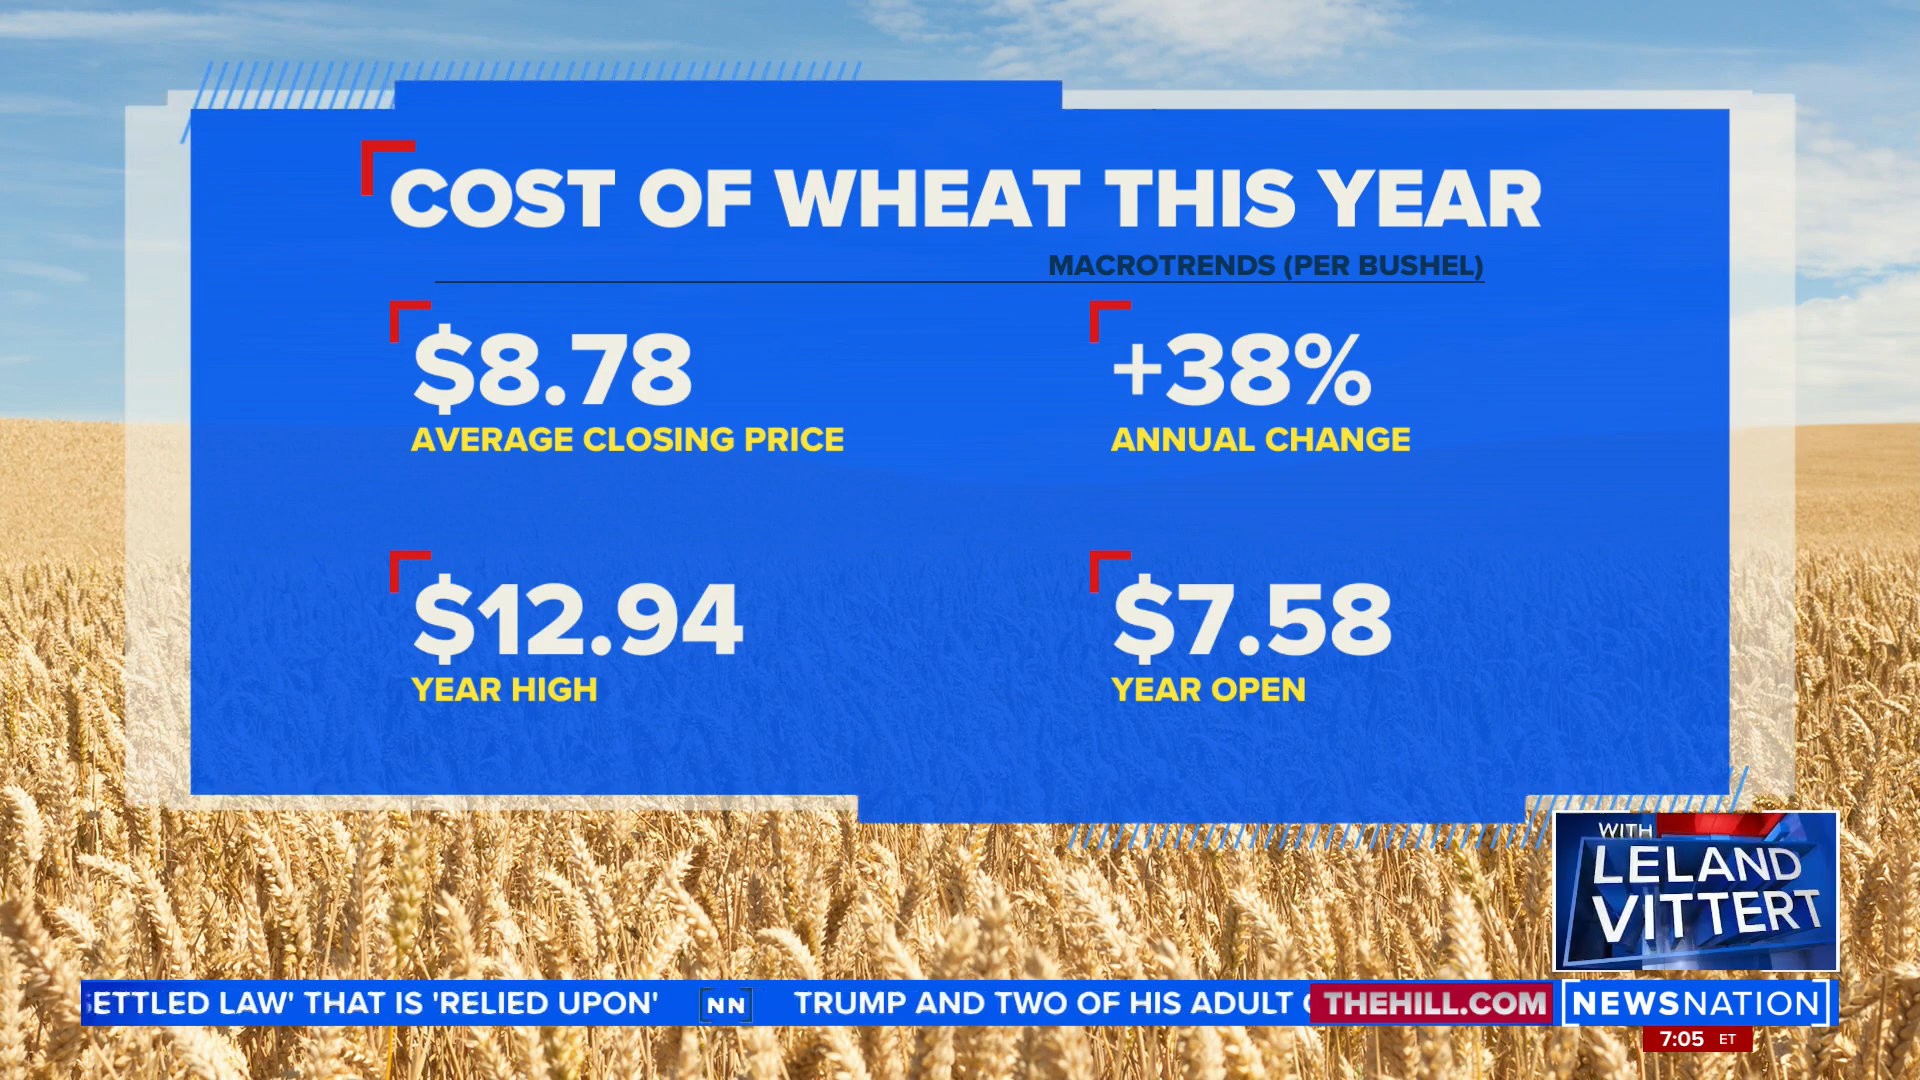 COST OF WHEAT THIS YEAR
MACROTRENDS (PER BUSHEL)
$8.78
AVERAGE CLOSING PRICE
+38%
ANNUAL CHANGE
$12.94
YEAR HIGH
$7.58
YEAR OPEN
WITH
LELAND
VITTERT
ETTLED LAW' THAT IS 'RELIED UPON' NN TRUMP AND TWO OF HIS ADULT THEHILL.COM NEWSNATION
7:05 ET